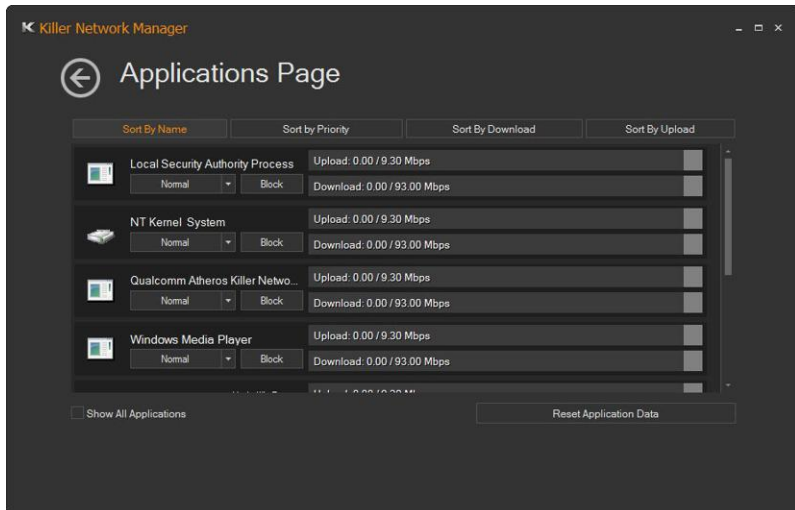 Killer Network Manager
Applications Page
Sort By Name
Sort by Priority
Sort By Download
Sort By Upload
Local Security Authority Process
Upload: 0.00 / 9.30 Mbps
Normal
Block
Download: 0.00 / 93.00 Mbps
NT Kernel System
Upload: 0.00 / 9.30 Mbps
Normal
Block
Download: 0.00 / 93.00 Mbps
Qualcomm Atheros Killer Netwo...
Upload: 0.00 / 9.30 Mbps
Normal
Block
Download: 0.00 / 93.00 Mbps
Windows Media Player
Upload: 0.00 / 9.30 Mbps
Normal
Block
Download: 0.00 / 93.00 Mbps
Show All Applications
Reset Application Data